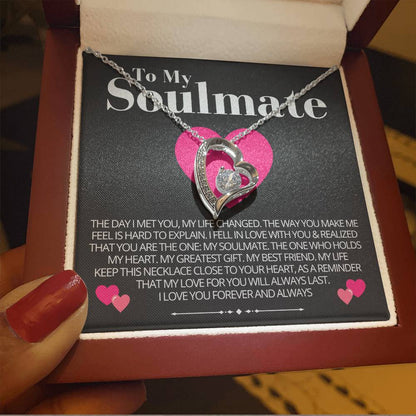 To My
Soulmate
THE DAY I MET YOU, MY LIFE CHANGED. THE WAY YOU MAKE ME
FEEL IS HARD TO EXPLAIN. I FELL IN LOVE WITH YOU & REALIZED
THAT YOU ARE THE ONE: MY SOULMATE. THE ONE WHO HOLDS
MY HEART. MY GREATEST GIFT. MY BEST FRIEND. MY LIFE
KEEP THIS NECKLACE CLOSE TO YOUR HEART, AS A REMINDER
THAT MY LOVE FOR YOU WILL ALWAYS LAST.
I LOVE YOU FOREVER AND ALWAYS